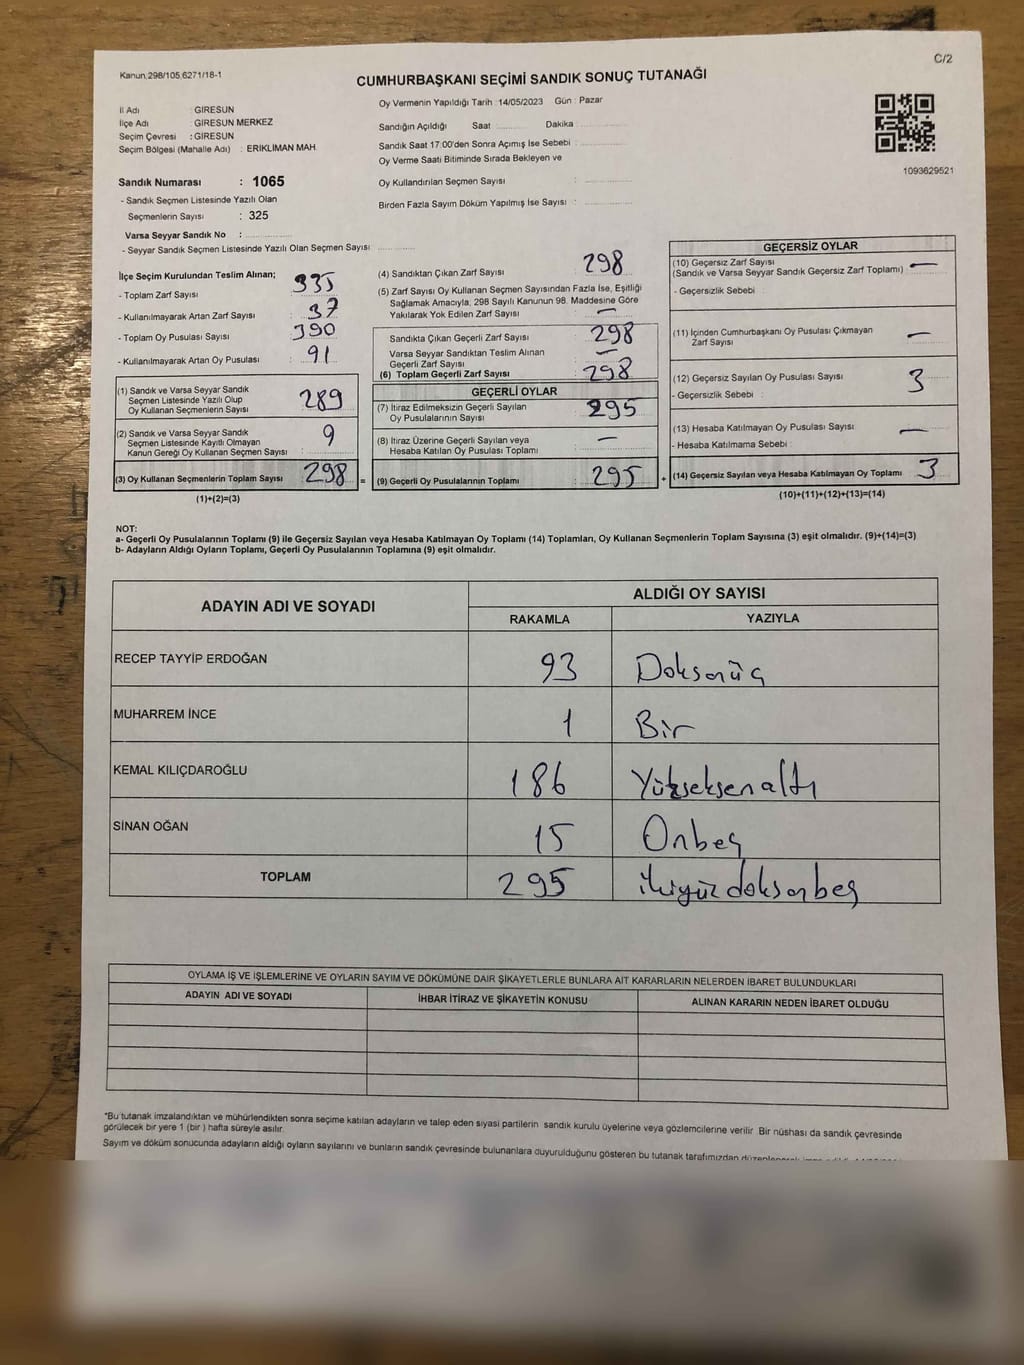 C/2
Kanun,298/105,6271/18-1
CUMHURBAŞKANI SEÇİMİ SANDIK SONUÇ TUTANAĞI
İl Adı : GİRESUN
İlçe Adı : GİRESUN MERKEZ
Seçim Çevresi : GİRESUN
Seçim Bölgesi (Mahalle Adı) : ERİKLİMAN MAH.
Sandık Numarası : 1065
- Sandık Seçmen Listesinde Yazılı Olan
Seçmenlerin Sayısı : 325
Varsa Seyyar Sandık No :
- Seyyar Sandık Seçmen Listesinde Yazılı Olan Seçmen Sayısı
Oy Vermenin Yapıldığı Tarih :14/05/2023 Gün : Pazar
Sandığın Açıldığı Saat Dakika
Sandık Saat 17:00'den Sonra Açımış İse Sebebi :
Oy Verme Saati Bitiminde Sırada Bekleyen ve
Oy Kullandırılan Seçmen Sayısı :
Birden Fazla Sayım Döküm Yapılmış İse Sayısı :
1093629521
İlçe Seçim Kurulundan Teslim Alınan;
- Toplam Zarf Sayısı : 335
- Kullanılmayarak Artan Zarf Sayısı : 37
- Toplam Oy Pusulası Sayısı : 390
- Kullanılmayarak Artan Oy Pusulası : 91
(1) Sandık ve Varsa Seyyar Sandık
Seçmen Listesinde Yazılı Olup
Oy Kullanan Seçmenlerin Sayısı : 289
(2) Sandık ve Varsa Seyyar Sandık
Seçmen Listesinde Kayıtlı Olmayan
Kanun Gereği Oy Kullanan Seçmen Sayısı : 9
(3) Oy Kullanan Seçmenlerin Toplam Sayısı : 298 =
(1)+(2)=(3)
(4) Sandıktan Çıkan Zarf Sayısı : 298
(5) Zarf Sayısı Oy Kullanan Seçmen Sayısından Fazla İse, Eşitliği
Sağlamak Amacıyla, 298 Sayılı Kanunun 98. Maddesine Göre
Yakılarak Yok Edilen Zarf Sayısı : —
Sandıkta Çıkan Geçerli Zarf Sayısı : 298
Varsa Seyyar Sandıktan Teslim Alınan
Geçerli Zarf Sayısı : —
(6) Toplam Geçerli Zarf Sayısı : 298
GEÇERLİ OYLAR
(7) İtiraz Edilmeksizin Geçerli Sayılan
Oy Pusulalarının Sayısı : 295
(8) İtiraz Üzerine Geçerli Sayılan veya
Hesaba Katılan Oy Pusulası Toplamı : —
(9) Geçerli Oy Pusulalarının Toplamı : 295 +
GEÇERSİZ OYLAR
(10) Geçersiz Zarf Sayısı
(Sandık ve Varsa Seyyar Sandık Geçersiz Zarf Toplamı) : —
- Geçersizlik Sebebi :
(11) İçinden Cumhurbaşkanı Oy Pusulası Çıkmayan
Zarf Sayısı : —
(12) Geçersiz Sayılan Oy Pusulası Sayısı : 3
- Geçersizlik Sebebi :
(13) Hesaba Katılmayan Oy Pusulası Sayısı : —
- Hesaba Katılmama Sebebi :
(14) Geçersiz Sayılan veya Hesaba Katılmayan Oy Toplamı : 3
(10)+(11)+(12)+(13)=(14)
NOT:
a- Geçerli Oy Pusulalarının Toplamı (9) ile Geçersiz Sayılan veya Hesaba Katılmayan Oy Toplamı (14) Toplamları, Oy Kullanan Seçmenlerin Toplam Sayısına (3) eşit olmalıdır. (9)+(14)=(3)
b- Adayların Aldığı Oyların Toplamı, Geçerli Oy Pusulalarının Toplamına (9) eşit olmalıdır.
ADAYIN ADI VE SOYADI ALDIĞI OY SAYISI
RAKAMLA YAZIYLA
RECEP TAYYİP ERDOĞAN 93 Doksanüç
MUHARREM İNCE 1 Bir
KEMAL KILIÇDAROĞLU 186 Yükseksenaltı
SİNAN OĞAN 15 Onbeş
TOPLAM 295 ikiyüzdoksanbeş
OYLAMA İŞ VE İŞLEMLERİNE VE OYLARIN SAYIM VE DÖKÜMÜNE DAİR ŞİKAYETLERLE BUNLARA AİT KARARLARIN NELERDEN İBARET BULUNDUKLARI
ADAYIN ADI VE SOYADI İHBAR İTİRAZ VE ŞİKAYETİN KONUSU ALINAN KARARIN NEDEN İBARET OLDUĞU
*Bu tutanak imzalandıktan ve mühürlendikten sonra seçime katılan adayların ve talep eden siyasi partilerin sandık kurulu üyelerine veya gözlemcilerine verilir. Bir nüshası da sandık çevresinde
görülecek bir yere 1 (bir ) hafta süreyle asılır.
Sayım ve döküm sonucunda adayların aldığı oyların sayılarını ve bunların sandık çevresinde bulunanlara duyurulduğunu gösteren bu tutanak tarafımızdan